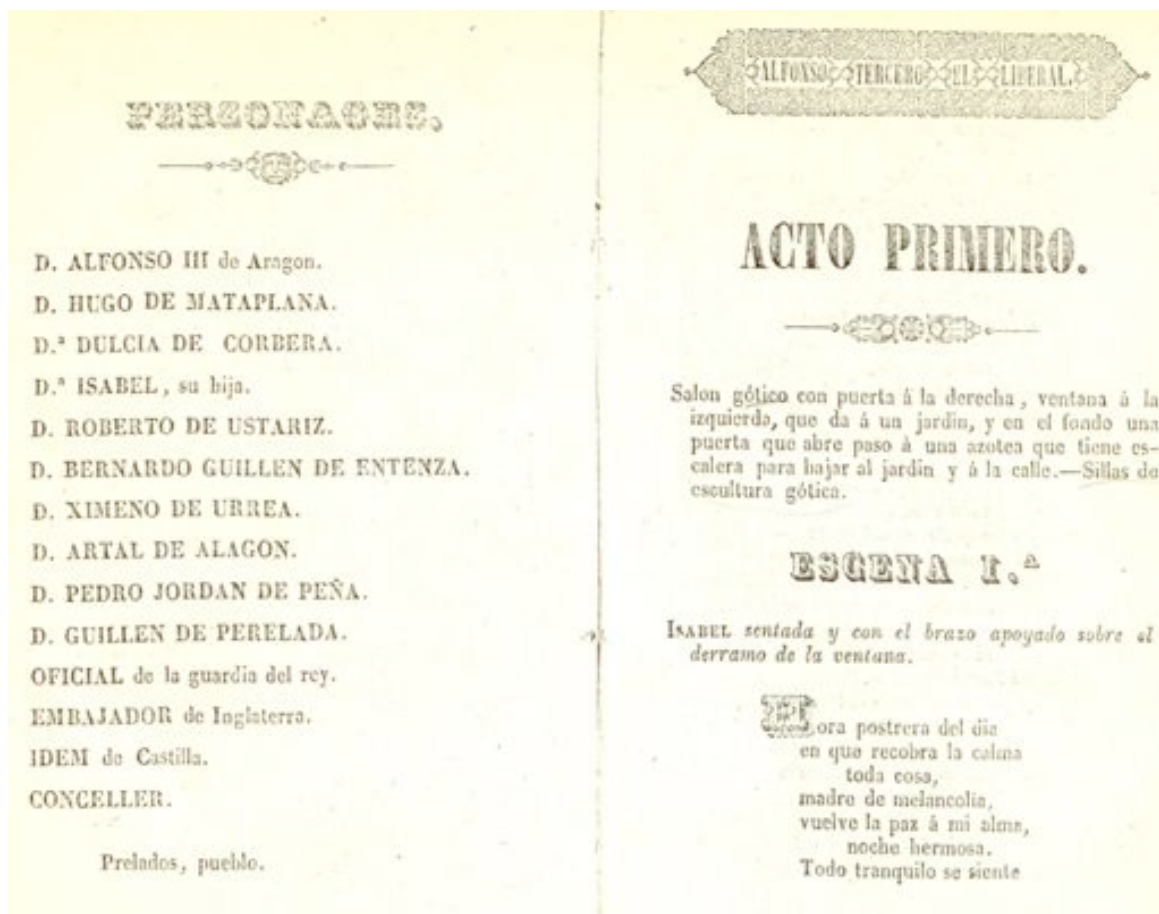 PERSONAGES.
D. ALFONSO III de Aragon.
D. HUGO DE MATAPLANA.
D.ª DULCIA DE CORBERA.
D.ª ISABEL, su hija.
D. ROBERTO DE USTARIZ.
D. BERNARDO GUILLEN DE ENTENZA.
D. XIMENO DE URREA.
D. ARTAL DE ALAGON.
D. PEDRO JORDAN DE PEÑA.
D. GUILLEN DE PERELADA.
OFICIAL de la guardia del rey.
EMBAJADOR de Inglaterra.
IDEM de Castilla.
CONCELLER.
Prelados, pueblo.
ALFONSO TERCERO EL LIBERAL.
ACTO PRIMERO.
Salon gótico con puerta á la derecha, ventana á la
izquierda, que da á un jardin, y en el fondo una
puerta que abre paso á una azotea que tiene es-
calera para bajar al jardin y á la calle.—Sillas de
escultura gótica.
ESCENA I.ª
ISABEL sentada y con el brazo apoyado sobre el
derramo de la ventana.
Hora postrera del dia
en que recobra la calma
toda cosa,
madre de melancolia,
vuelve la paz á mi alma,
noche hermosa.
Todo tranquilo se siente